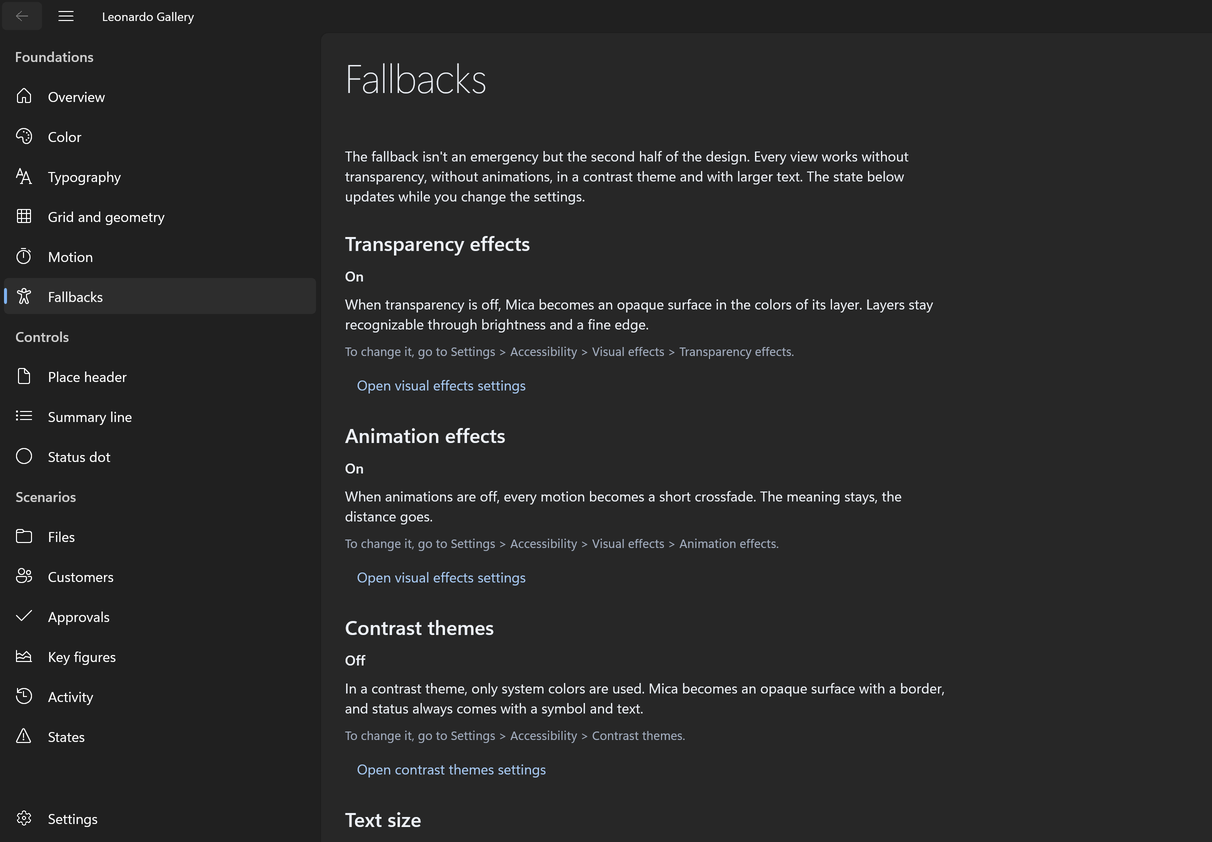 Leonardo Gallery
Foundations
Overview
Color
Typography
Grid and geometry
Motion
Fallbacks
Controls
Place header
Summary line
Status dot
Scenarios
Files
Customers
Approvals
Key figures
Activity
States
Settings
Fallbacks
The fallback isn't an emergency but the second half of the design. Every view works without
transparency, without animations, in a contrast theme and with larger text. The state below
updates while you change the settings.
Transparency effects
On
When transparency is off, Mica becomes an opaque surface in the colors of its layer. Layers stay
recognizable through brightness and a fine edge.
To change it, go to Settings > Accessibility > Visual effects > Transparency effects.
Open visual effects settings
Animation effects
On
When animations are off, every motion becomes a short crossfade. The meaning stays, the
distance goes.
To change it, go to Settings > Accessibility > Visual effects > Animation effects.
Open visual effects settings
Contrast themes
Off
In a contrast theme, only system colors are used. Mica becomes an opaque surface with a border,
and status always comes with a symbol and text.
To change it, go to Settings > Accessibility > Contrast themes.
Open contrast themes settings
Text size